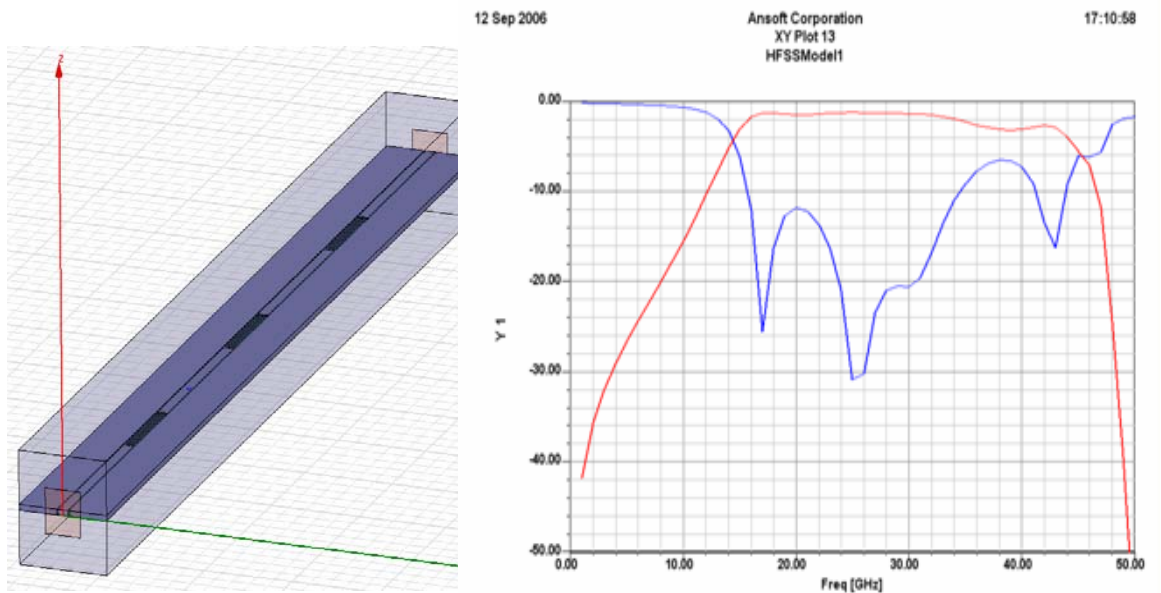 z
12 Sep 2006
Ansoft Corporation
17:10:58
XY Plot 13
HFSSModel1
0.00
-10.00
-20.00
Y 1
-30.00
-40.00
-50.00
0.00
10.00
20.00
30.00
40.00
50.00
Freq [GHz]